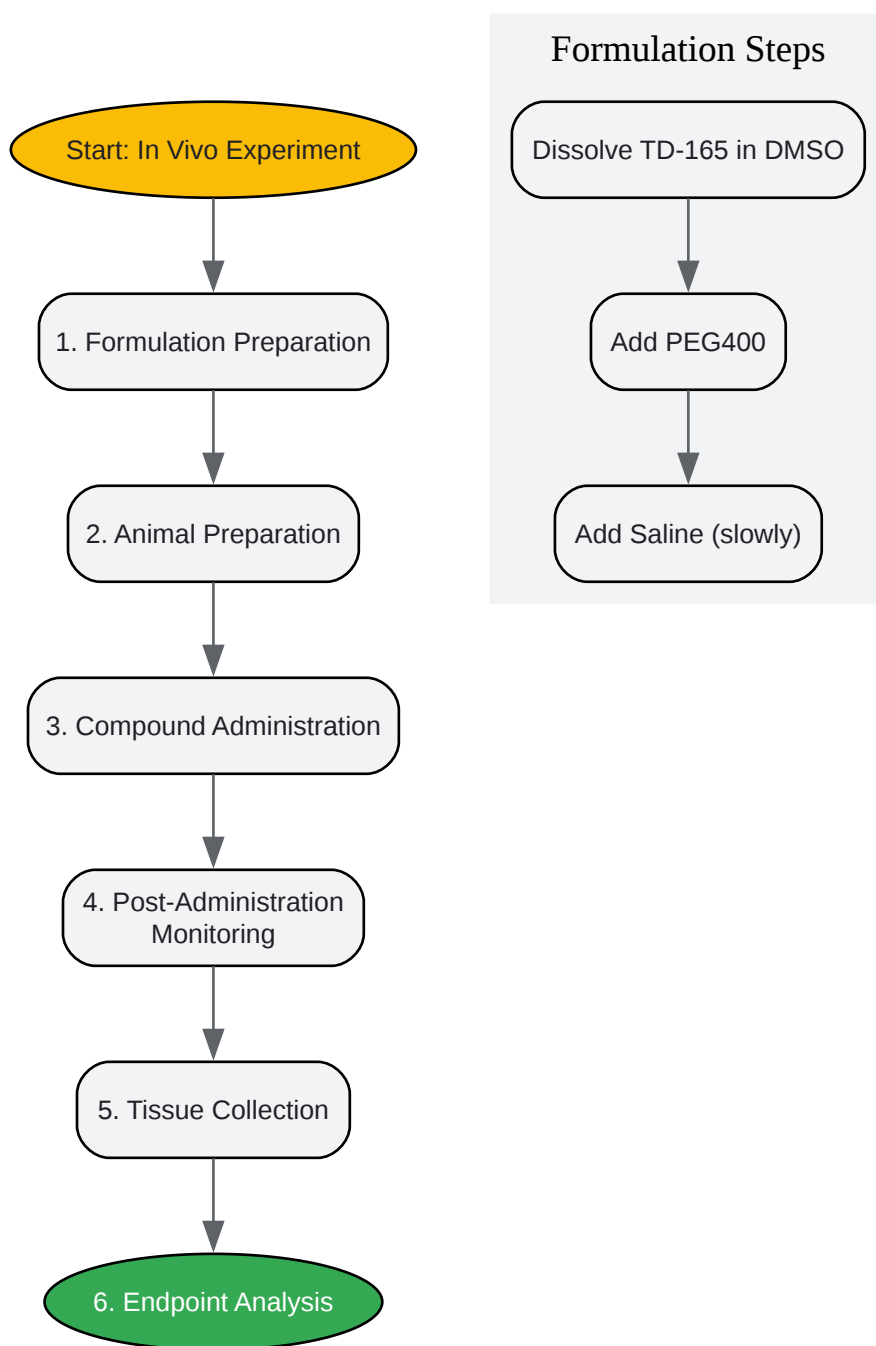 Start: In Vivo Experiment
1. Formulation Preparation
2. Animal Preparation
3. Compound Administration
4. Post-Administration
Monitoring
5. Tissue Collection
6. Endpoint Analysis
Formulation Steps
Dissolve TD-165 in DMSO
Add PEG400
Add Saline (slowly)